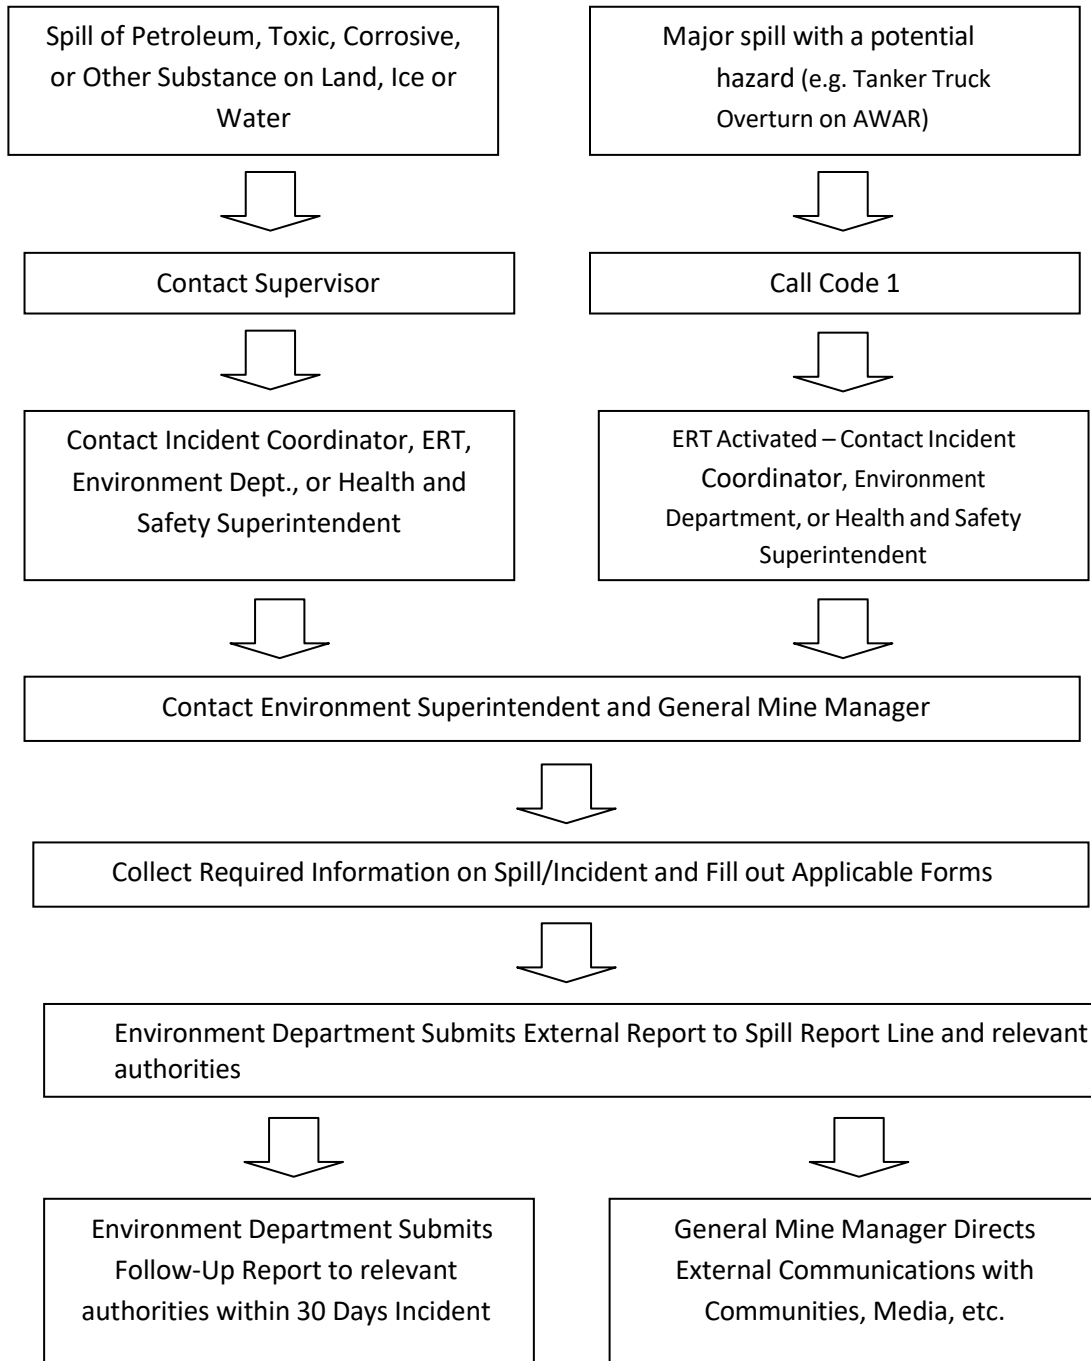 Spill of Petroleum, Toxic, Corrosive,
or Other Substance on Land, Ice or
Water
Major spill with a potential
hazard (e.g. Tanker Truck
Overturn on AWAR)
Contact Supervisor
Call Code 1
Contact Incident Coordinator, ERT,
Environment Dept., or Health and
Safety Superintendent
ERT Activated – Contact Incident
Coordinator, Environment
Department, or Health and Safety
Superintendent
Contact Environment Superintendent and General Mine Manager
Collect Required Information on Spill/Incident and Fill out Applicable Forms
Environment Department Submits External Report to Spill Report Line and relevant
authorities
Environment Department Submits
Follow-Up Report to relevant
authorities within 30 Days Incident
General Mine Manager Directs
External Communications with
Communities, Media, etc.